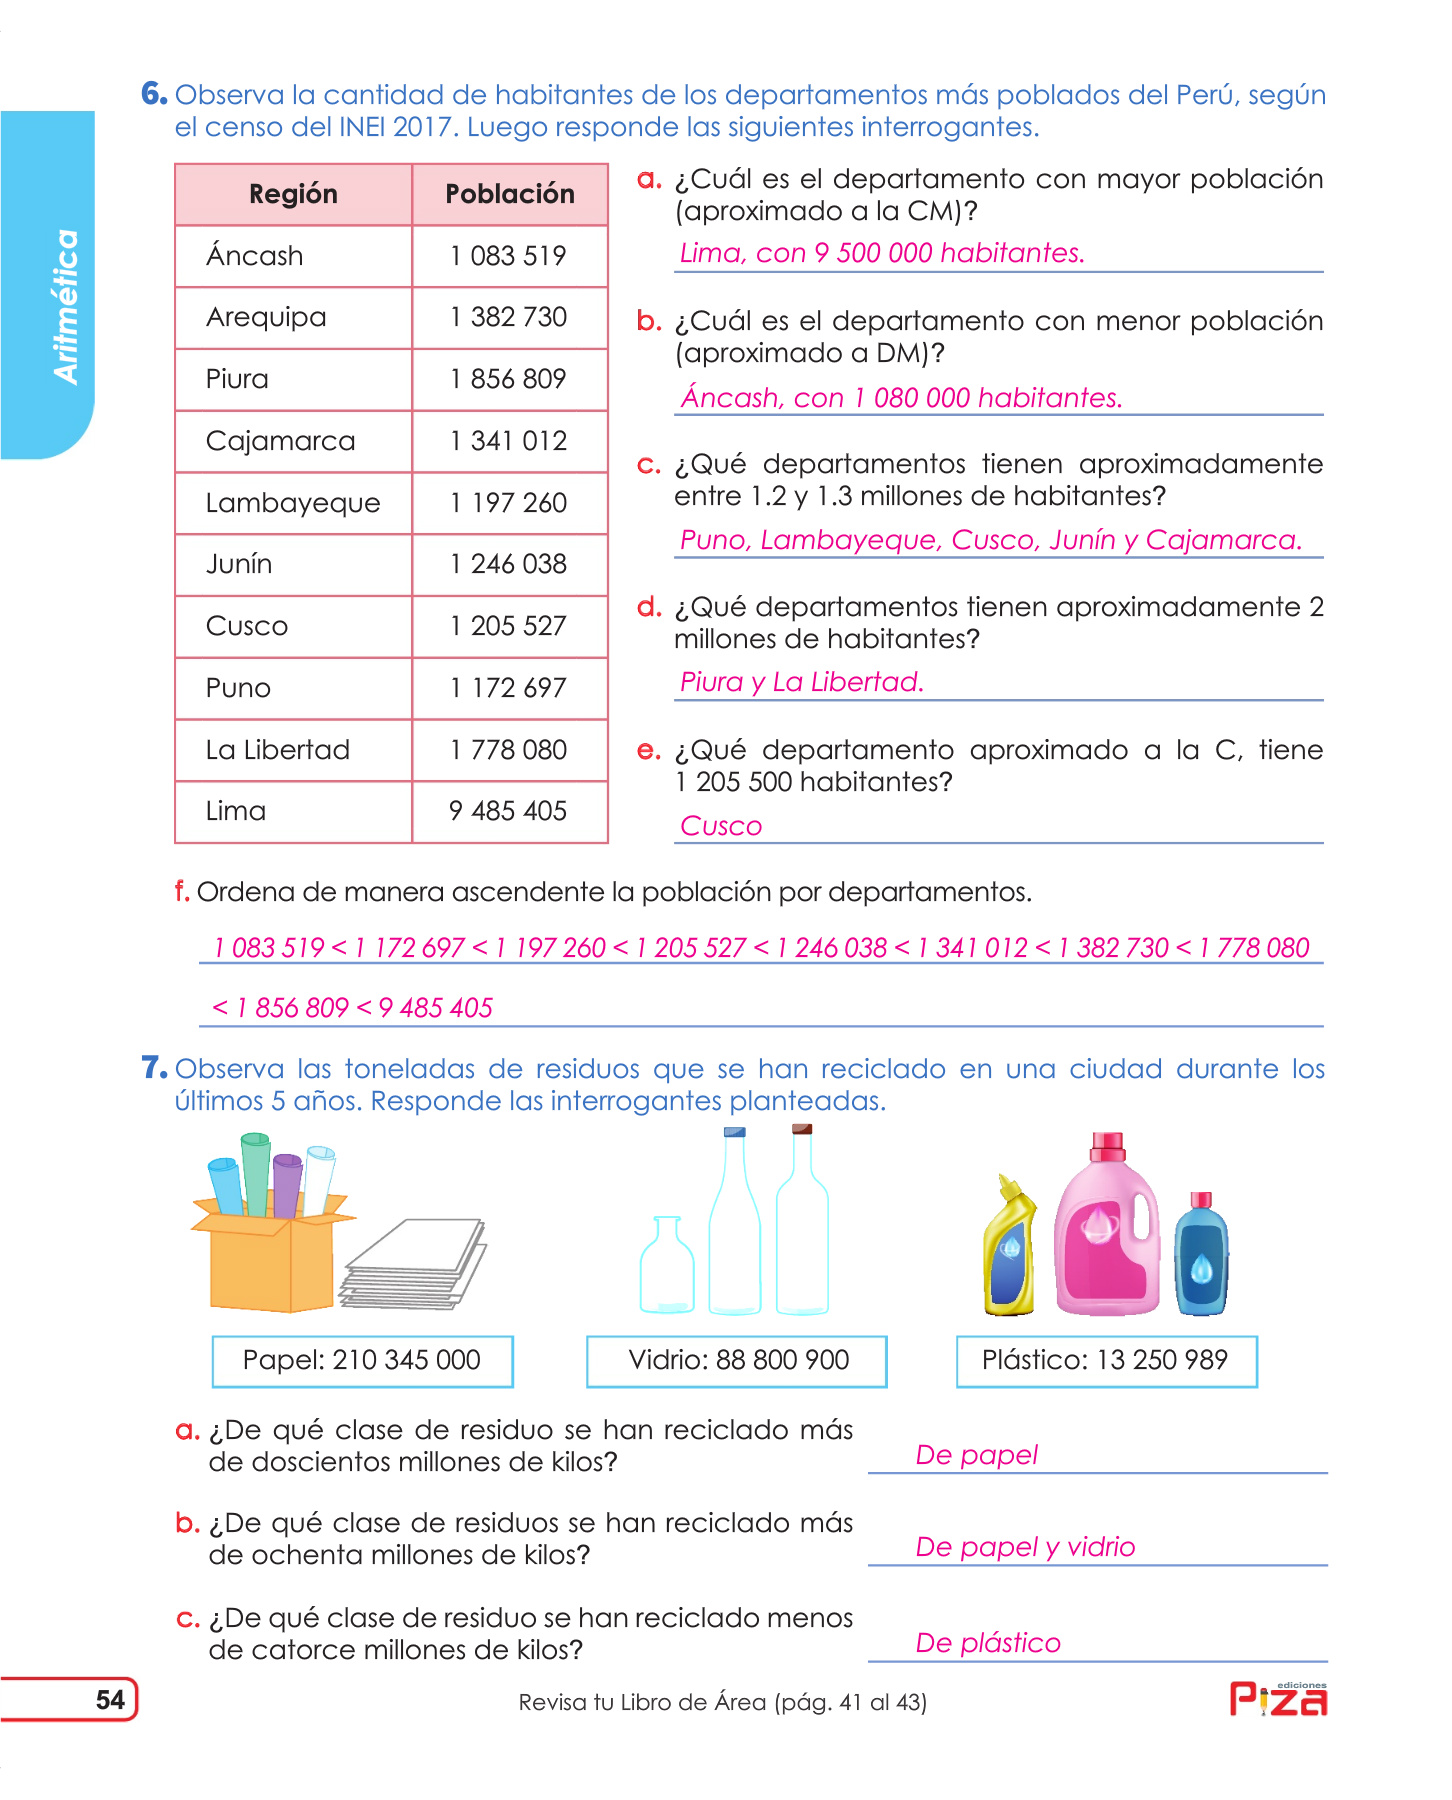 Aritmética
6. Observa la cantidad de habitantes de los departamentos más poblados del Perú, según
el censo del INEI 2017. Luego responde las siguientes interrogantes.
Región Población
Áncash 1 083 519
Arequipa 1 382 730
Piura 1 856 809
Cajamarca 1 341 012
Lambayeque 1 197 260
Junín 1 246 038
Cusco 1 205 527
Puno 1 172 697
La Libertad 1 778 080
Lima 9 485 405
a. ¿Cuál es el departamento con mayor población
(aproximado a la CM)?
Lima, con 9 500 000 habitantes.
b. ¿Cuál es el departamento con menor población
(aproximado a DM)?
Áncash, con 1 080 000 habitantes.
c. ¿Qué departamentos tienen aproximadamente
entre 1.2 y 1.3 millones de habitantes?
Puno, Lambayeque, Cusco, Junín y Cajamarca.
d. ¿Qué departamentos tienen aproximadamente 2
millones de habitantes?
Piura y La Libertad.
e. ¿Qué departamento aproximado a la C, tiene
1 205 500 habitantes?
Cusco
f. Ordena de manera ascendente la población por departamentos.
1 083 519 < 1 172 697 < 1 197 260 < 1 205 527 < 1 246 038 < 1 341 012 < 1 382 730 < 1 778 080
< 1 856 809 < 9 485 405
7. Observa las toneladas de residuos que se han reciclado en una ciudad durante los
últimos 5 años. Responde las interrogantes planteadas.
Papel: 210 345 000
Vidrio: 88 800 900
Plástico: 13 250 989
a. ¿De qué clase de residuo se han reciclado más
de doscientos millones de kilos?
De papel
b. ¿De qué clase de residuos se han reciclado más
de ochenta millones de kilos?
De papel y vidrio
c. ¿De qué clase de residuo se han reciclado menos
de catorce millones de kilos?
De plástico
54
Revisa tu Libro de Área (pág. 41 al 43)
ediciones
Piza